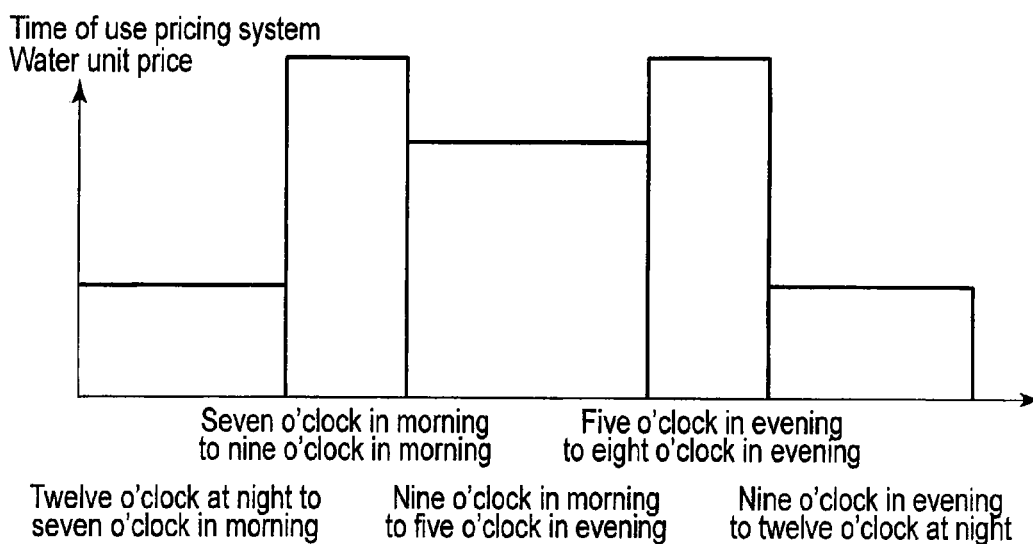 Time of use pricing system
Water unit price
Seven o'clock in morning
to nine o'clock in morning
Five o'clock in evening
to eight o'clock in evening
Twelve o'clock at night to
seven o'clock in morning
Nine o'clock in morning
to five o'clock in evening
Nine o'clock in evening
to twelve o'clock at night